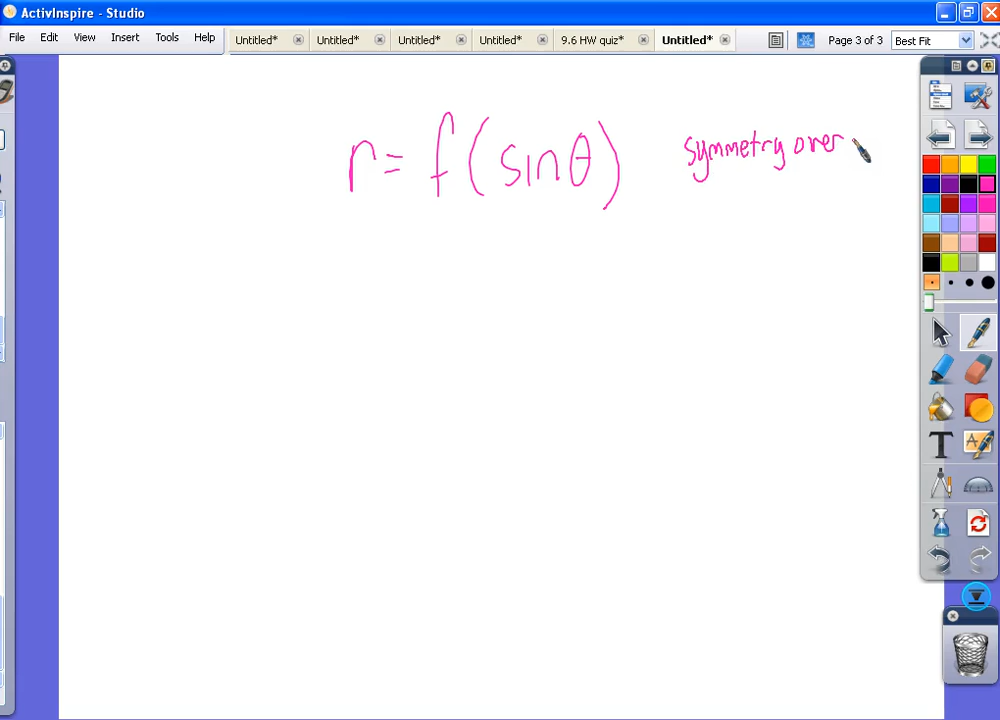 ActivInspire - Studio
File Edit View Insert Tools Help Untitled* Untitled* Untitled* Untitled* 9.6 HW quiz* Untitled* Page 3 of 3 Best Fit
r = f(sinθ) symmetry over
T A